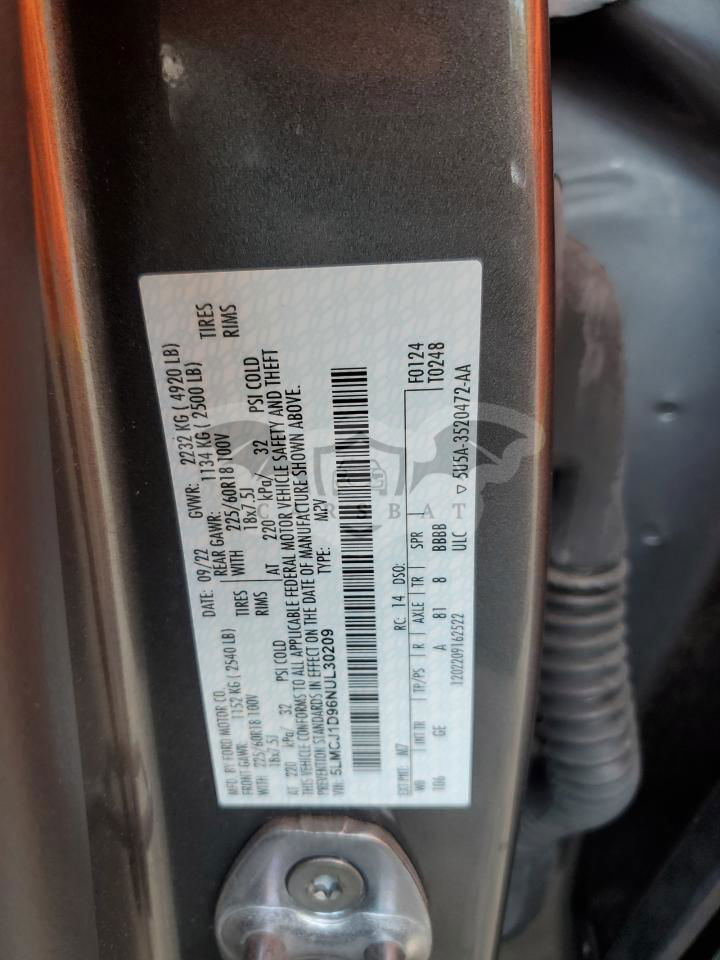 MFD. BY FORD MOTOR CO.
DATE: 09/22 GVWR: 2232 KG ( 4920 LB)
FRONT GAWR: 1152 KG ( 2540 LB) REAR GAWR: 1134 KG ( 2500 LB)
WITH 225/60R18 100V TIRES WITH 225/60R18 100V TIRES
18x7.5J RIMS 18x7.5J RIMS
AT 220 kPa/ 32 PSI COLD AT 220 kPa/ 32 PSI COLD
THIS VEHICLE CONFORMS TO ALL APPLICABLE FEDERAL MOTOR VEHICLE SAFETY AND THEFT
PREVENTION STANDARDS IN EFFECT ON THE DATE OF MANUFACTURE SHOWN ABOVE.
VIN: 5LMCJ1D96NUL30209 TYPE: MPV
CARBAT
EXT PNT: M7 RC: 14 DSO: F0124
WB INT TR TP/PS R AXLE TR SPR T0248
106 GE A 81 8 BBBB
1202209162522 ULC ▽ 5U5A-3520472-AA